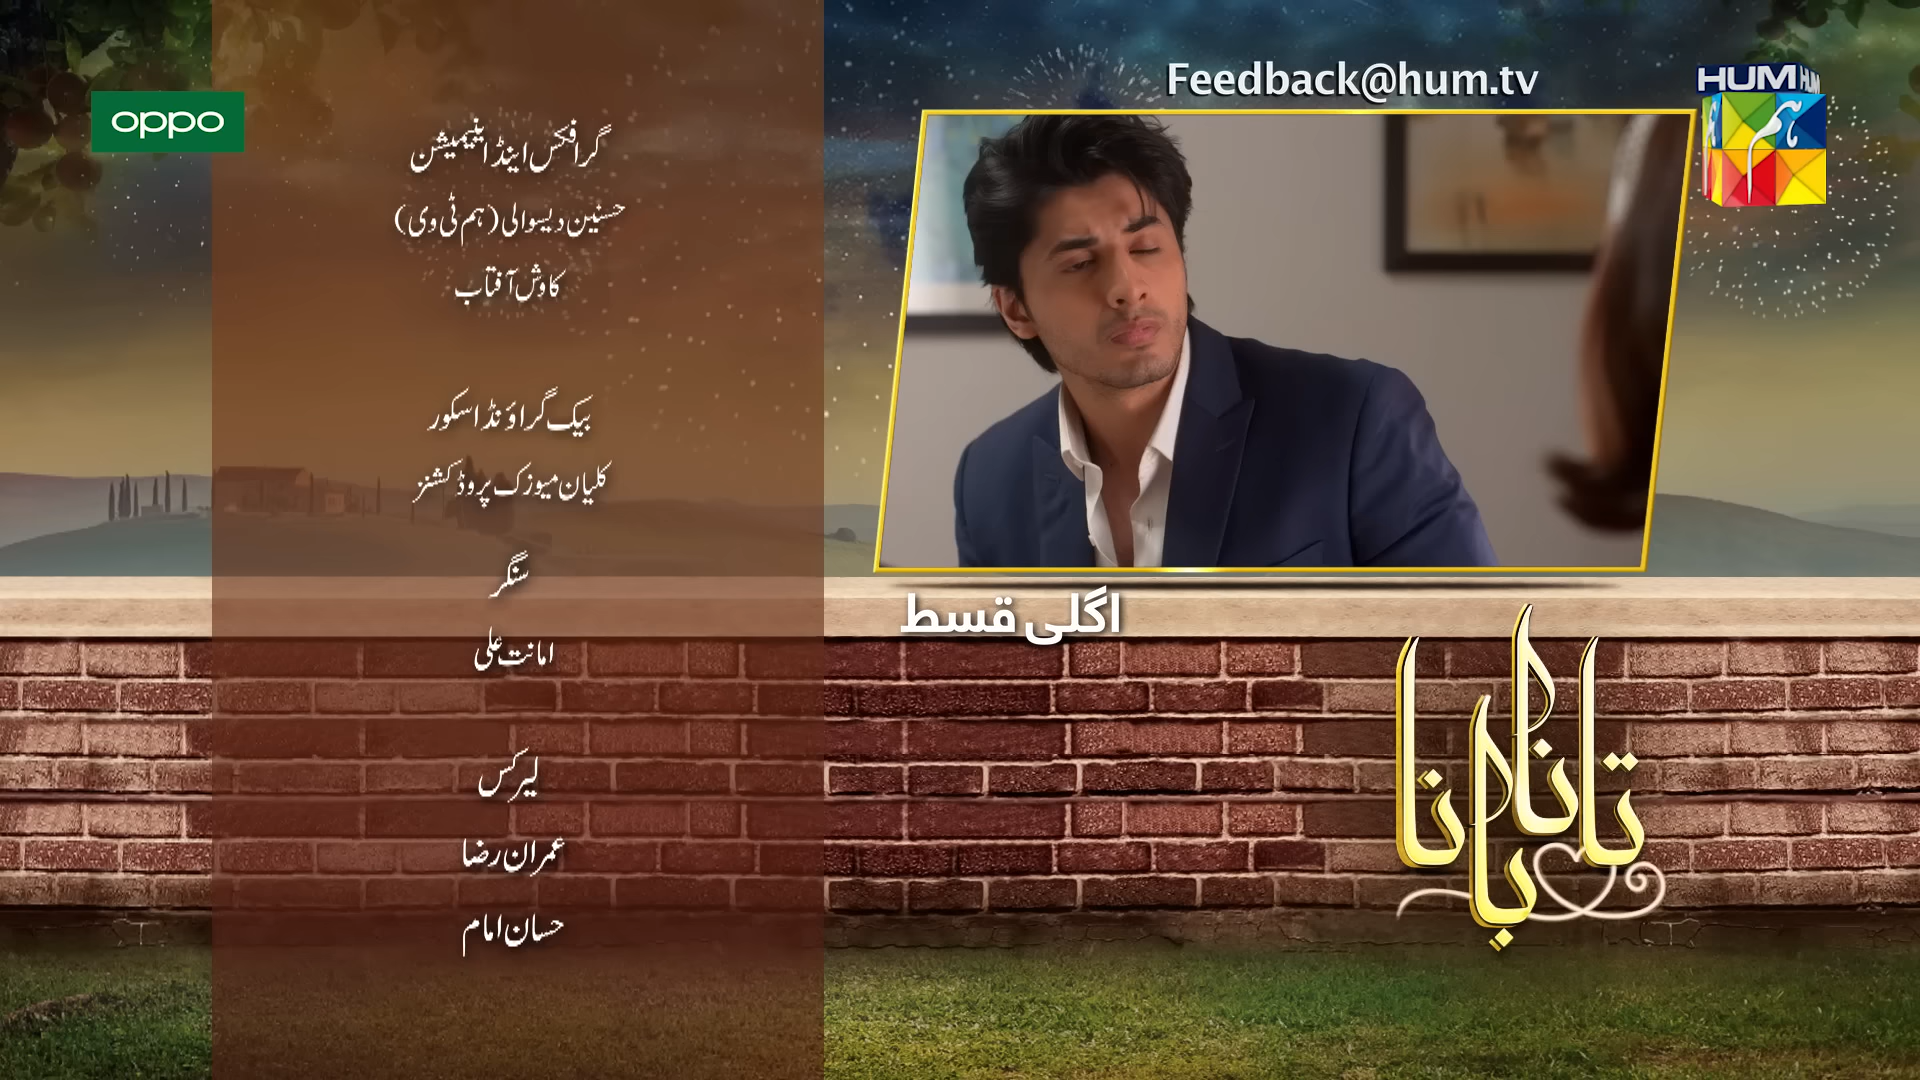 oppo
گرافکس اینڈ اینیمیشن
حسنین دیسوالی (ہم ٹی وی)
کاوش آفتاب
بیک گراؤنڈ اسکور
کلیان میوزک پروڈکشنز
سنگر
امانت علی
لیرکس
عمران رضا
حسان امام
Feedback@hum.tv
HUM
HUM
ہم
اگلی قسط
تانا بانا